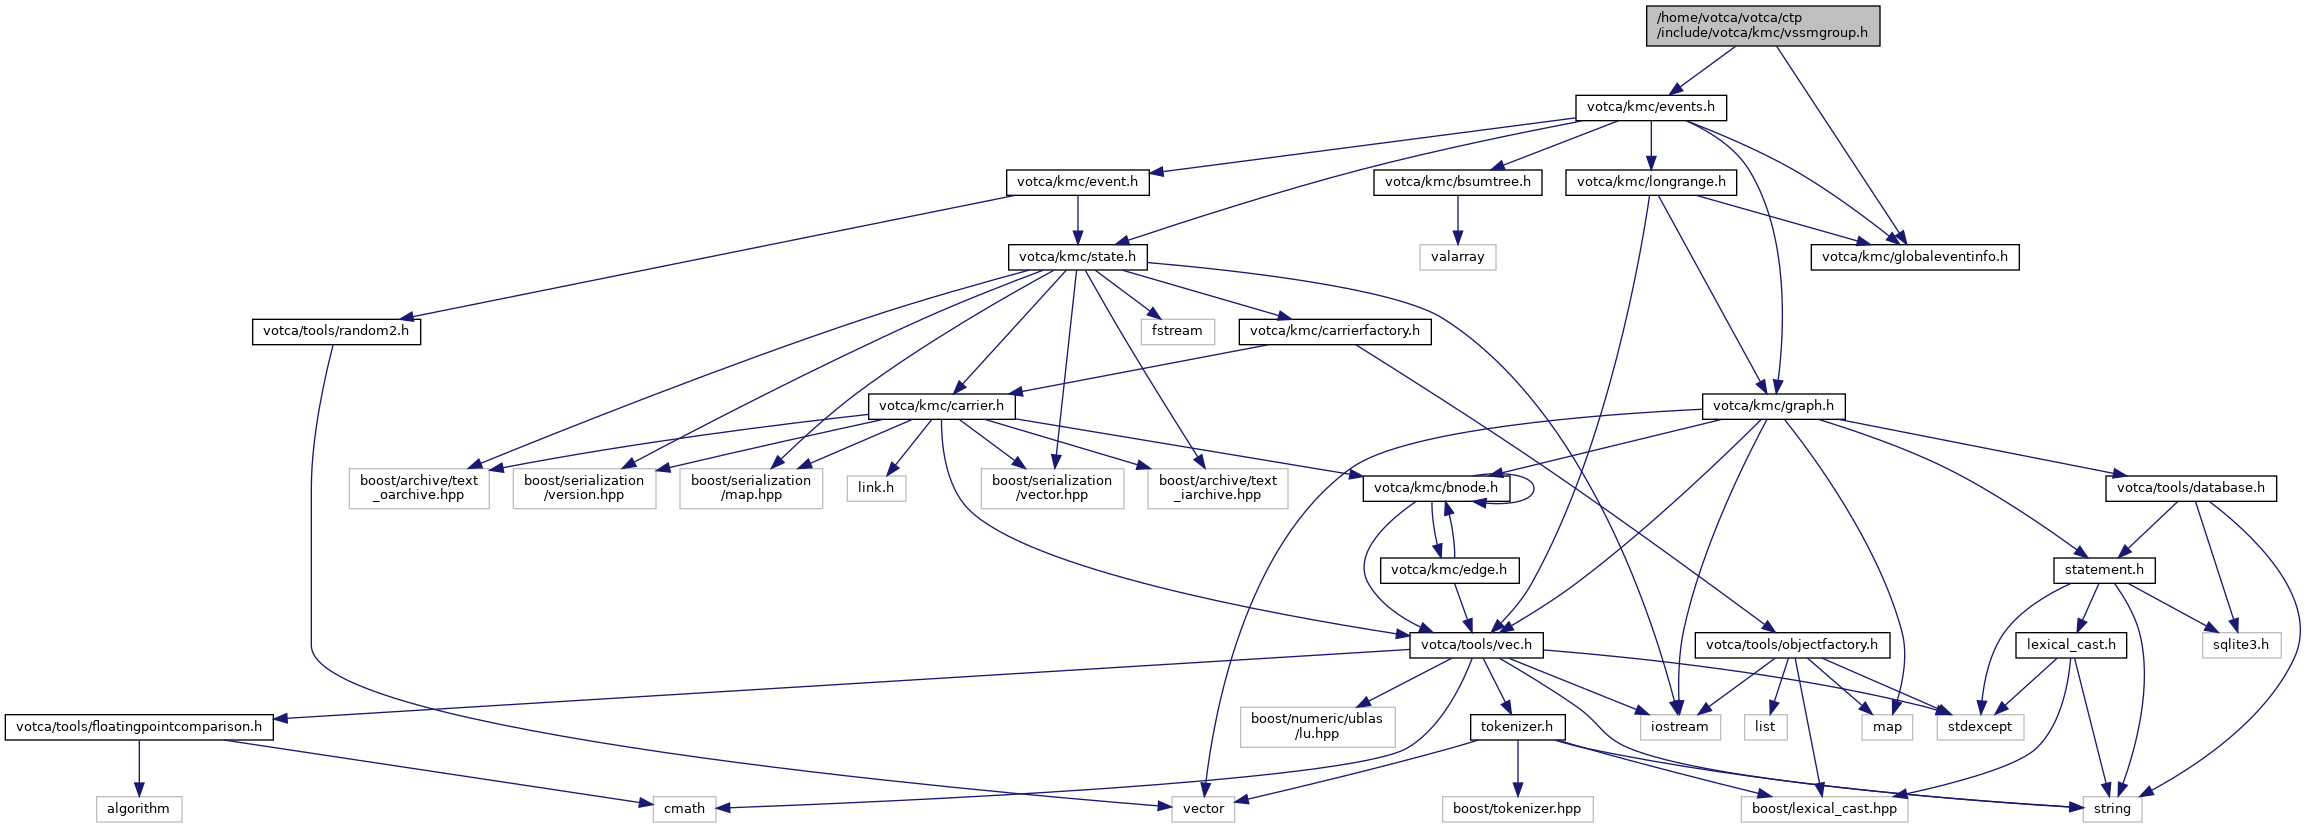 /home/votca/votca/ctp
/include/votca/kmc/vssmgroup.h
votca/kmc/events.h
votca/kmc/event.h
votca/kmc/bsumtree.h
votca/kmc/longrange.h
votca/kmc/state.h
valarray
votca/kmc/globaleventinfo.h
votca/tools/random2.h
fstream
votca/kmc/carrierfactory.h
votca/kmc/carrier.h
votca/kmc/graph.h
boost/archive/text
_oarchive.hpp
boost/serialization
/version.hpp
boost/serialization
/map.hpp
link.h
boost/serialization
/vector.hpp
boost/archive/text
_iarchive.hpp
votca/kmc/bnode.h
votca/tools/database.h
votca/kmc/edge.h
statement.h
votca/tools/vec.h
votca/tools/objectfactory.h
lexical_cast.h
sqlite3.h
votca/tools/floatingpointcomparison.h
boost/numeric/ublas
/lu.hpp
tokenizer.h
iostream
list
map
stdexcept
algorithm
cmath
vector
boost/tokenizer.hpp
boost/lexical_cast.hpp
string